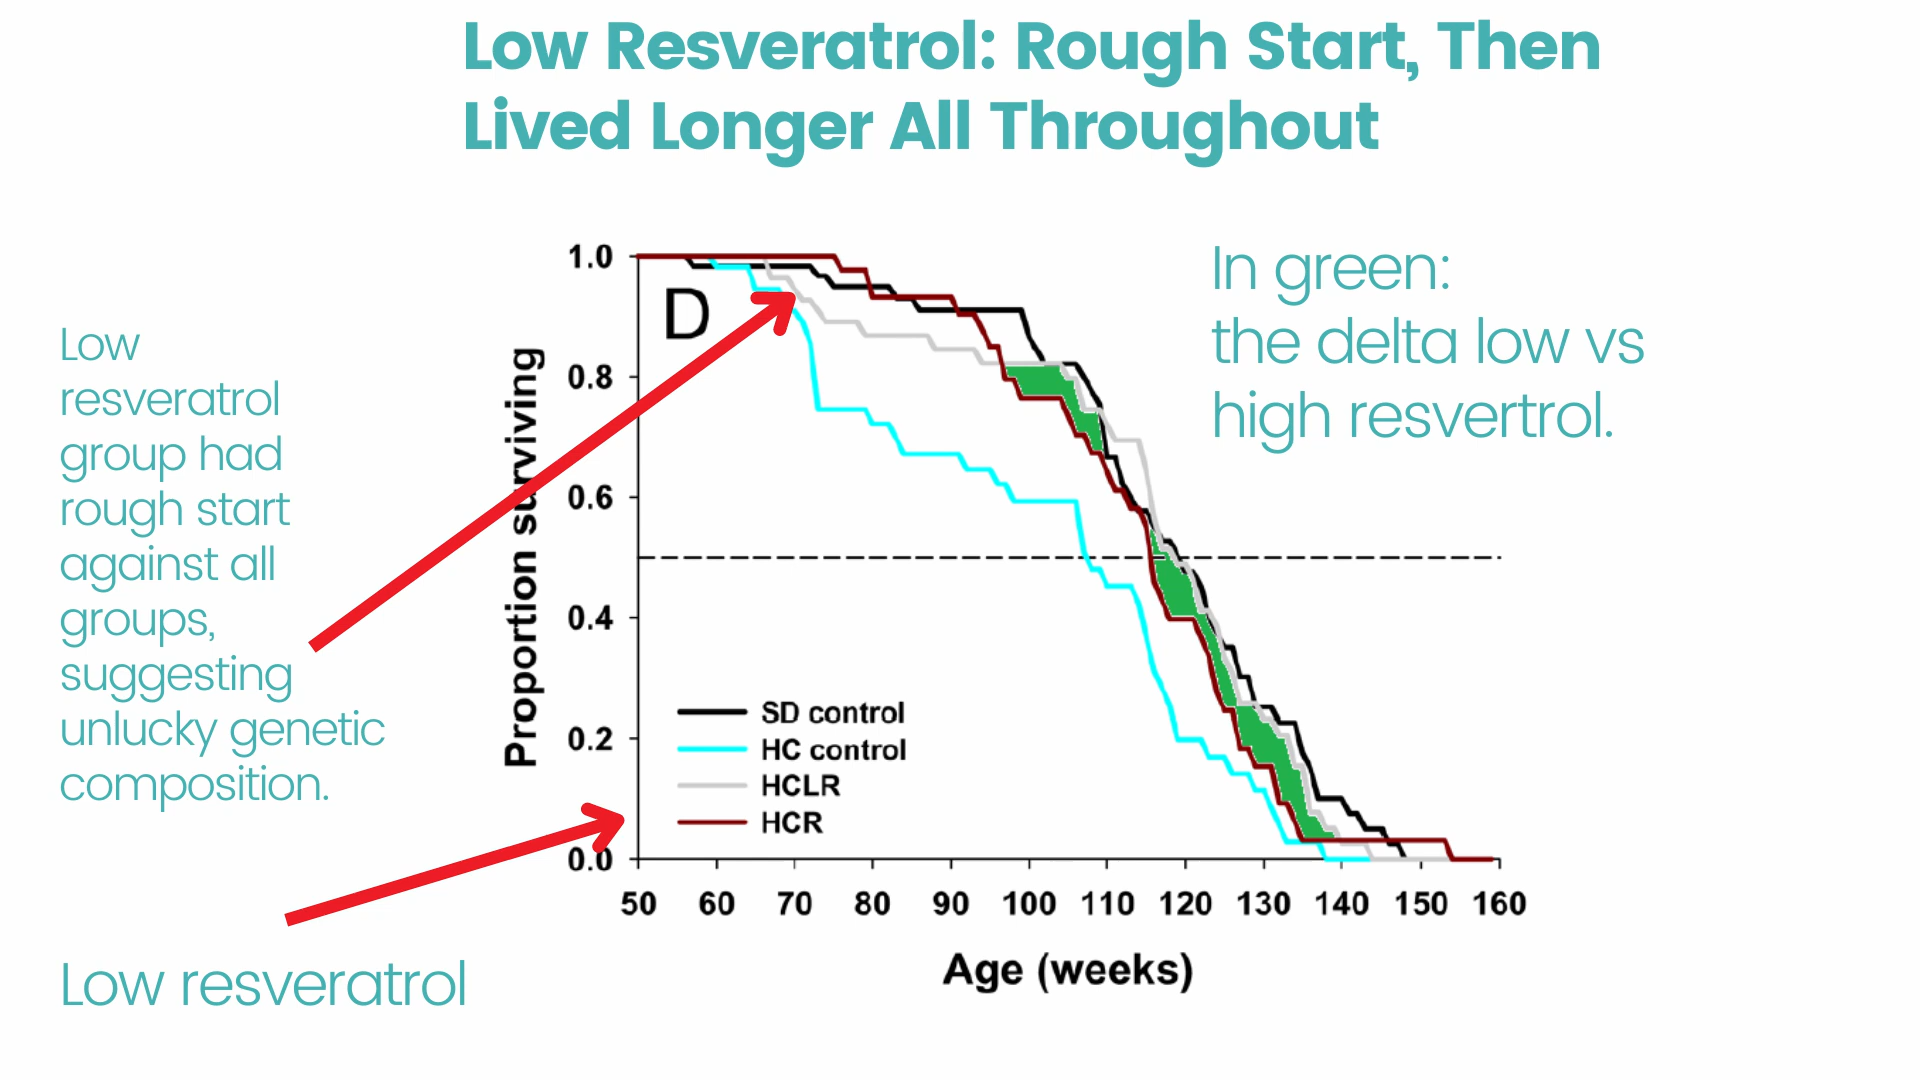 Low Resveratrol: Rough Start, Then
Lived Longer All Throughout
In green:
the delta low vs
high resvertrol.
Low
resveratrol
group had
rough start
against all
groups,
suggesting
unlucky genetic
composition.
Low resveratrol
D
Proportion surviving
1.0
0.8
0.6
0.4
0.2
0.0
SD control
HC control
HCLR
HCR
50 60 70 80 90 100 110 120 130 140 150 160
Age (weeks)